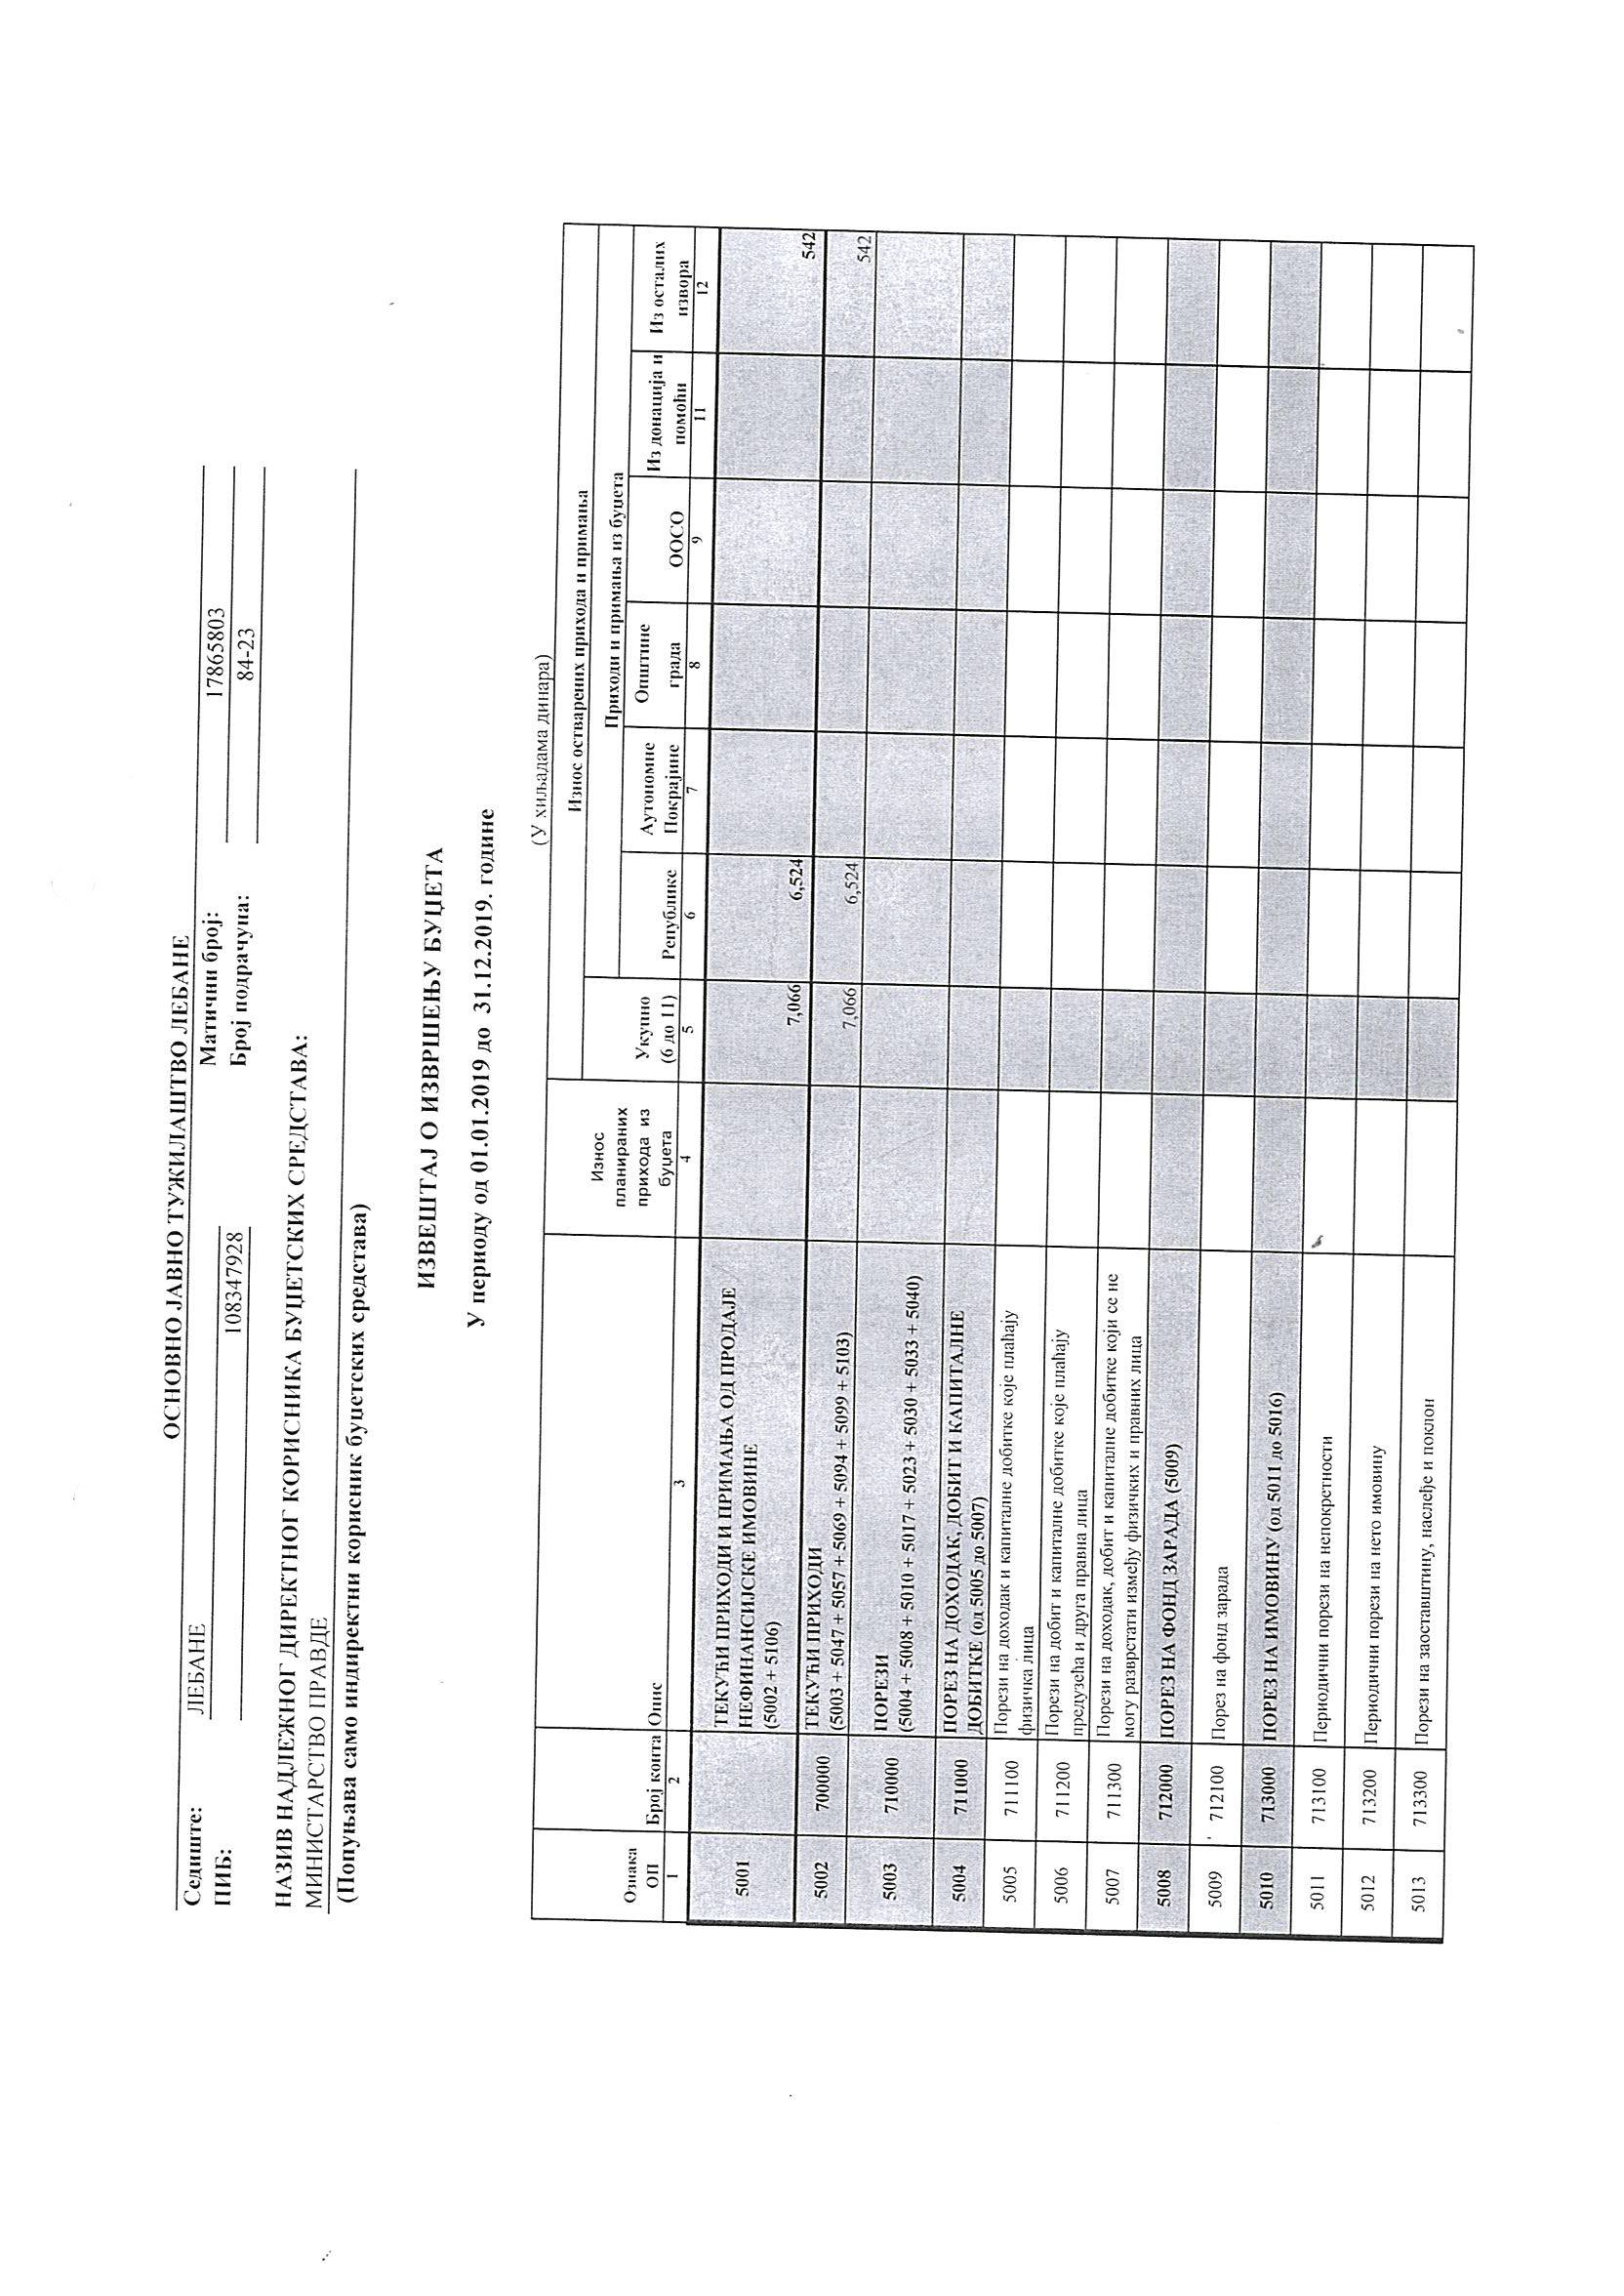 ОСНОВНО ЈАВНО ТУЖИЛАШТВО ЛЕБАНЕ
Седиште: ЛЕБАНЕ Матични број: 17865803
ПИБ: 108347928 Број подрачуна: 84-23
НАЗИВ НАДЛЕЖНОГ ДИРЕКТНОГ КОРИСНИКА БУЏЕТСКИХ СРЕДСТАВА:
МИНИСТАРСТВО ПРАВДЕ
(Попуњава само индиректни корисник буџетских средстава)
ИЗВЕШТАЈ О ИЗВРШЕЊУ БУЏЕТА
У периоду од 01.01.2019 до 31.12.2019. године
(У хиљадама динара)
Износ остварених прихода и примања
Приходи и примања из буџета
Ознака ОП
Број конта
Опис
Износ планираних прихода из буџета
Укупно (6 до 11)
Републике
Аутономне Покрајине
Општине града
ООСО
Из донација и помоћи
Из осталих извора
1 2 3 4 5 6 7 8 9 11 12
5001 ТЕКУЋИ ПРИХОДИ И ПРИМАЊА ОД ПРОДАЈЕ
НЕФИНАНСИЈСКЕ ИМОВИНЕ
(5002 + 5106) 7,066 6,524 542
5002 700000 ТЕКУЋИ ПРИХОДИ
(5003 + 5047 + 5057 + 5069 + 5094 + 5099 + 5103) 7,066 6,524 542
5003 710000 ПОРЕЗИ
(5004 + 5008 + 5010 + 5017 + 5023 + 5030 + 5033 + 5040)
5004 711000 ПОРЕЗ НА ДОХОДАК, ДОБИТ И КАПИТАЛНЕ
ДОБИТКЕ (од 5005 до 5007)
5005 711100 Порези на доходак и капиталне добитке које плаћају
физичка лица
5006 711200 Порези на добит и капиталне добитке које плаћају
предузећа и друга правна лица
5007 711300 Порези на доходак, добит и капиталне добитке који се не
могу разврстати између физичких и правних лица
5008 712000 ПОРЕЗ НА ФОНД ЗАРАДА (5009)
5009 712100 Порез на фонд зарада
5010 713000 ПОРЕЗ НА ИМОВИНУ (од 5011 до 5016)
5011 713100 Периодични порези на непокретности
5012 713200 Периодични порези на нето имовину
5013 713300 Порези на заоставштину, наслеђе и поклон